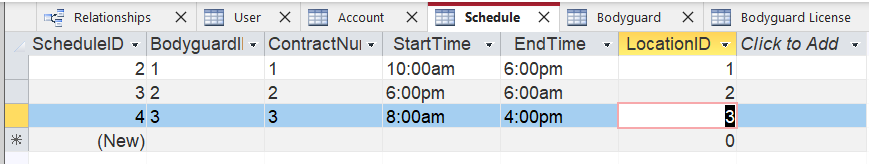 Relationships User Account Schedule Bodyguard Bodyguard License
ScheduleID BodyguardI ContractNu StartTime EndTime LocationID Click to Add
2 1 1 10:00am 6:00pm 1
3 2 2 6:00pm 6:00am 2
4 3 3 8:00am 4:00pm 3
(New) 0